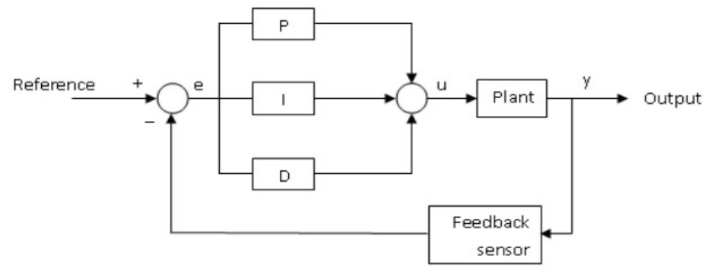 P
Reference
+
e
I
u
Plant
y
Output
−
D
Feedback
sensor